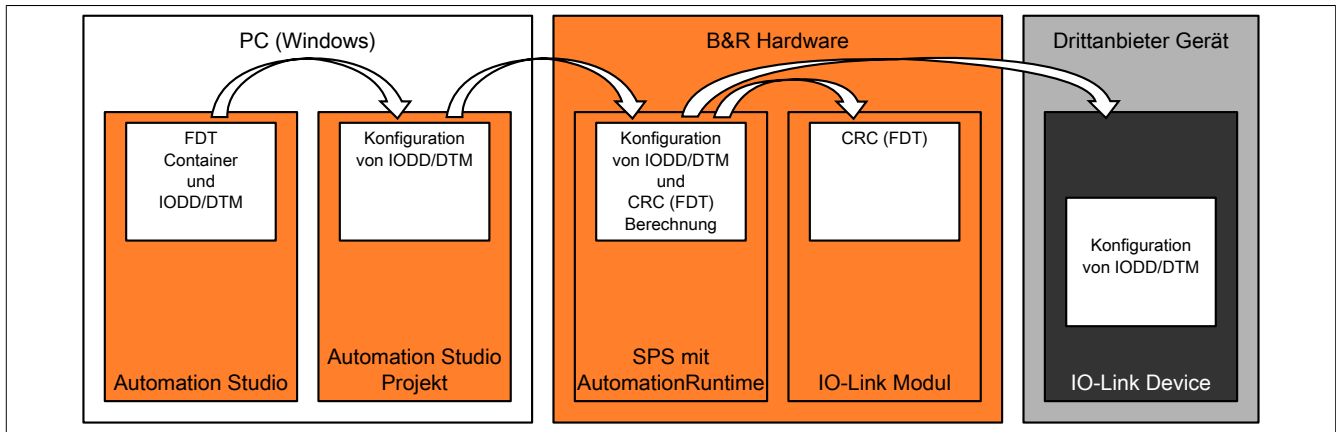 PC (Windows)
FDT
Container
und
IODD/DTM
Automation Studio
Konfiguration
von IODD/DTM
Automation Studio
Projekt
B&R Hardware
Konfiguration
von IODD/DTM
und
CRC (FDT)
Berechnung
SPS mit
AutomationRuntime
CRC (FDT)
IO-Link Modul
Drittanbieter Gerät
Konfiguration
von IODD/DTM
IO-Link Device